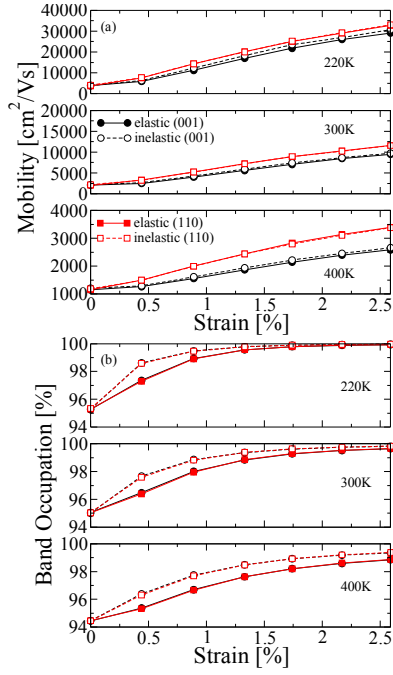 Mobility [cm²/Vs]
(a)
40000
30000
20000
10000
0
220K
20000
15000
10000
5000
0
300K
elastic (001)
inelastic (001)
4000
3000
2000
1000
elastic (110)
inelastic (110)
400K
0 0.5 1 1.5 2 2.5
Strain [%]
Band Occupation [%]
(b)
100
98
96
94
220K
100
98
96
94
300K
100
98
96
94
400K
0 0.5 1 1.5 2 2.5
Strain [%]